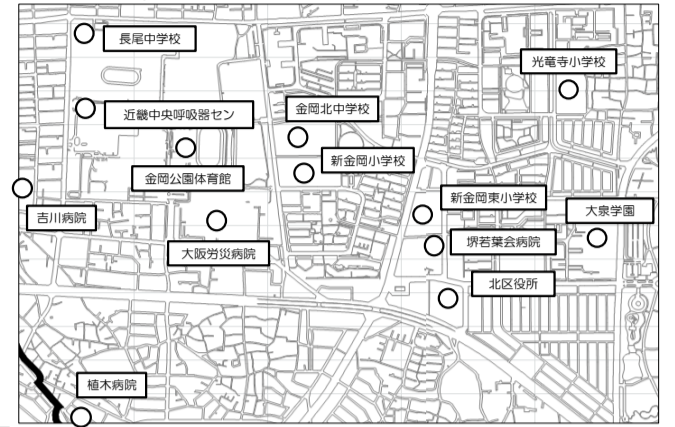 長尾中学校
光竜寺小学校
近畿中央呼吸器セン
金岡北中学校
新金岡小学校
金岡公園体育館
新金岡東小学校
大泉学園
吉川病院
大阪労災病院
堺若葉会病院
北区役所
植木病院